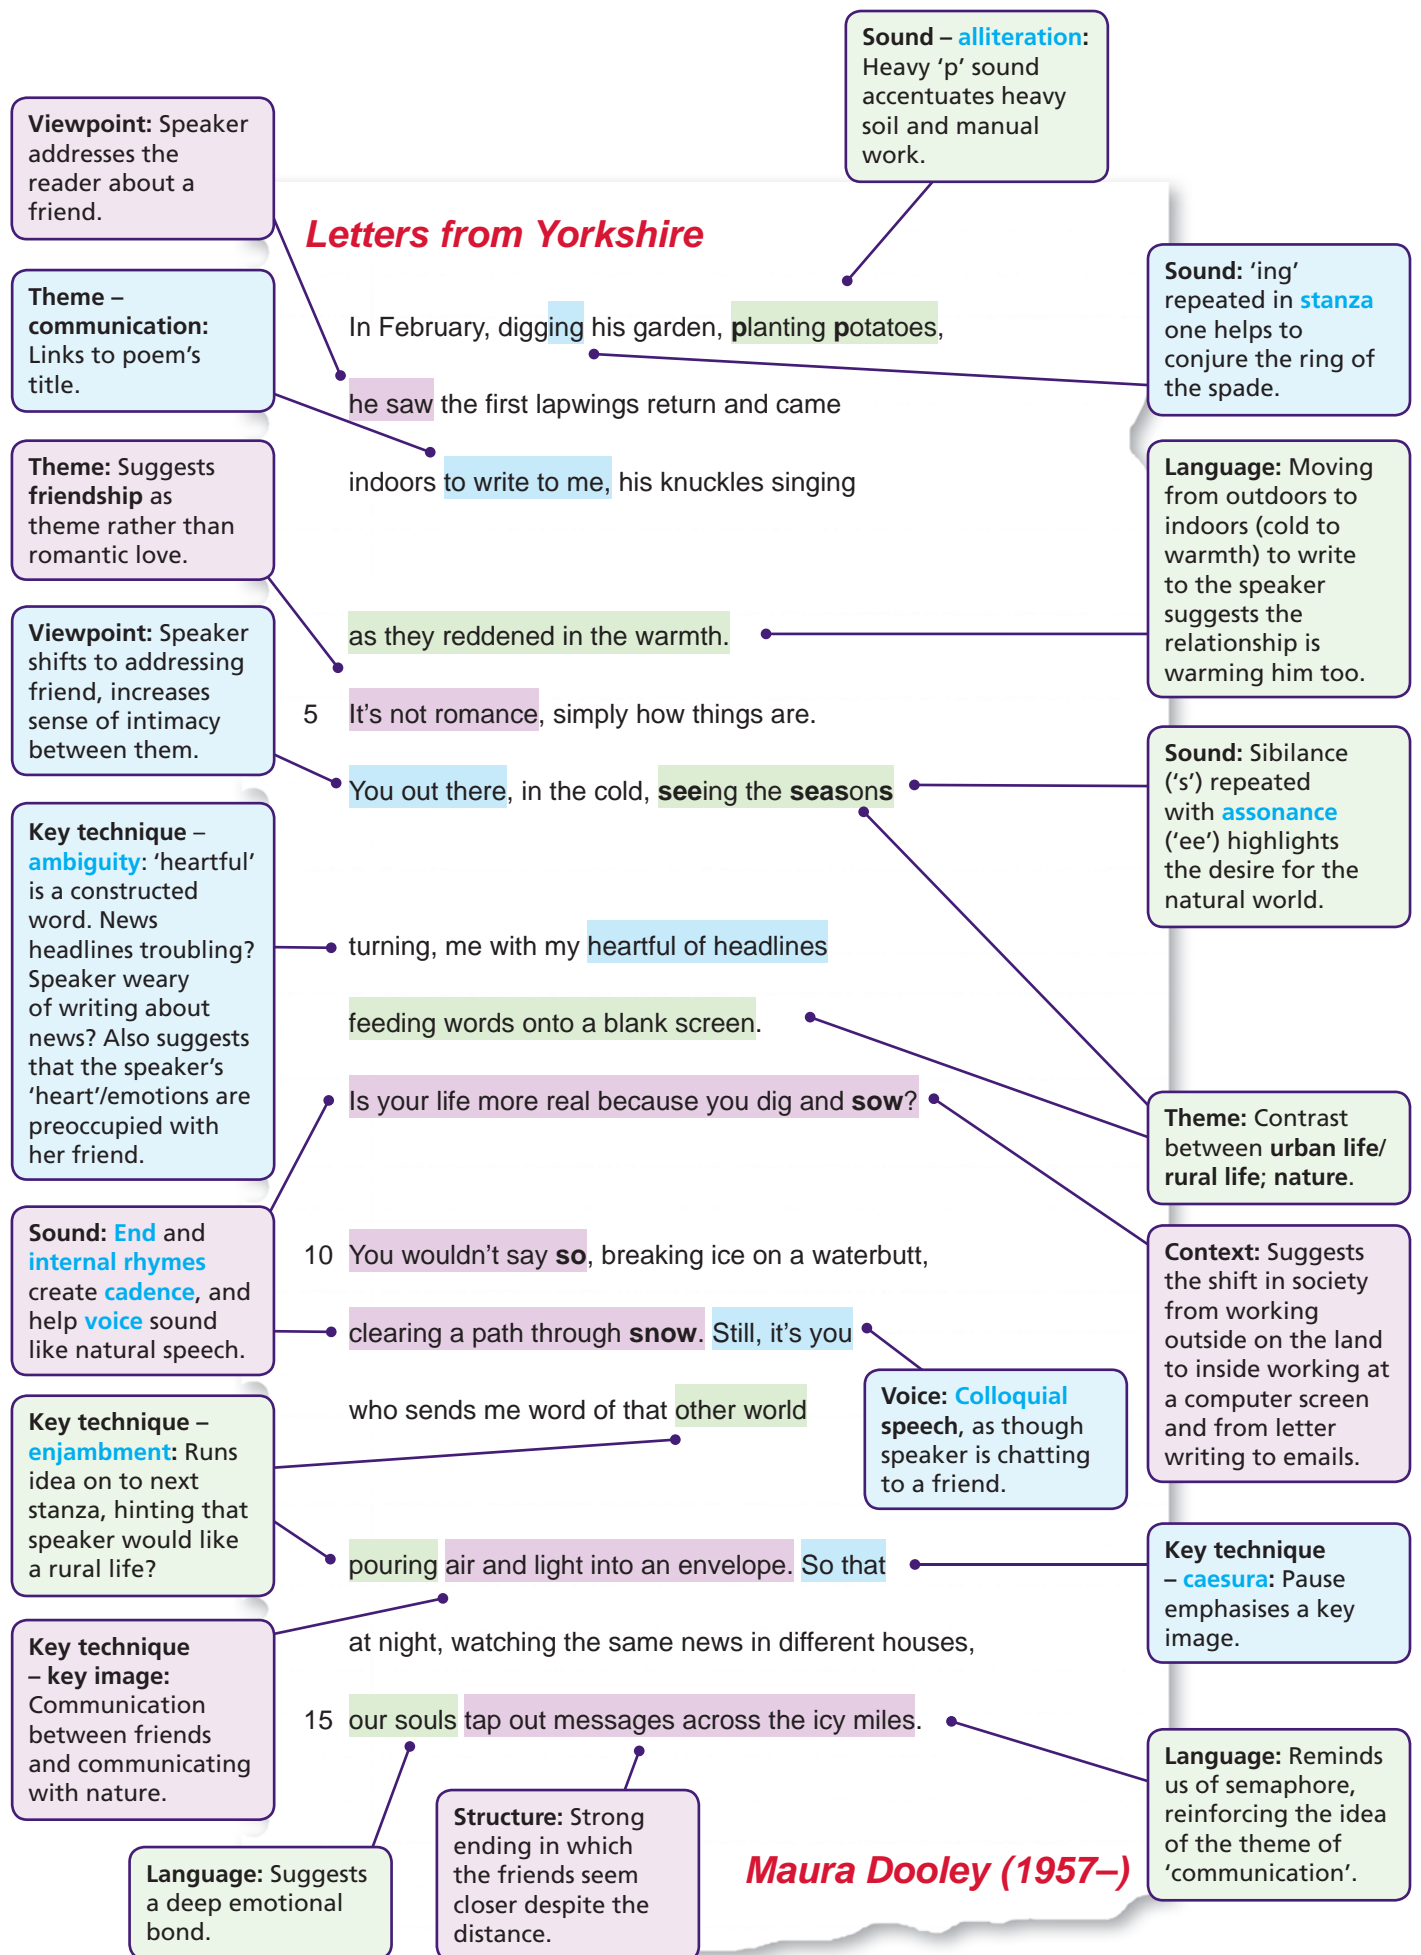 Sound – alliteration:
Heavy ‘p’ sound
accentuates heavy
soil and manual
work.
Viewpoint: Speaker
addresses the
reader about a
friend.
Theme –
communication:
Links to poem’s
title.
Theme: Suggests
friendship as
theme rather than
romantic love.
Viewpoint: Speaker
shifts to addressing
friend, increases
sense of intimacy
between them.
Key technique –
ambiguity: ‘heartful’
is a constructed
word. News
headlines troubling?
Speaker weary
of writing about
news? Also suggests
that the speaker’s
‘heart’/emotions are
preoccupied with
her friend.
Sound: End and
internal rhymes
create cadence, and
help voice sound
like natural speech.
Key technique –
enjambment: Runs
idea on to next
stanza, hinting that
speaker would like
a rural life?
Key technique
– key image:
Communication
between friends
and communicating
with nature.
Letters from Yorkshire
In February, digging his garden, planting potatoes,
he saw the first lapwings return and came
indoors to write to me, his knuckles singing
as they reddened in the warmth.
5 It’s not romance, simply how things are.
You out there, in the cold, seeing the seasons
turning, me with my heartful of headlines
feeding words onto a blank screen.
Is your life more real because you dig and sow?
10 You wouldn’t say so, breaking ice on a waterbutt,
clearing a path through snow. Still, it’s you
who sends me word of that other world
pouring air and light into an envelope. So that
at night, watching the same news in different houses,
15 our souls tap out messages across the icy miles.
Maura Dooley (1957–)
Sound: ‘ing’
repeated in stanza
one helps to
conjure the ring of
the spade.
Language: Moving
from outdoors to
indoors (cold to
warmth) to write
to the speaker
suggests the
relationship is
warming him too.
Sound: Sibilance
(‘s’) repeated
with assonance
(‘ee’) highlights
the desire for the
natural world.
Theme: Contrast
between urban life/
rural life; nature.
Context: Suggests
the shift in society
from working
outside on the land
to inside working at
a computer screen
and from letter
writing to emails.
Voice: Colloquial
speech, as though
speaker is chatting
to a friend.
Key technique
– caesura: Pause
emphasises a key
image.
Language: Reminds
us of semaphore,
reinforcing the idea
of the theme of
‘communication’.
Language: Suggests
a deep emotional
bond.
Structure: Strong
ending in which
the friends seem
closer despite the
distance.